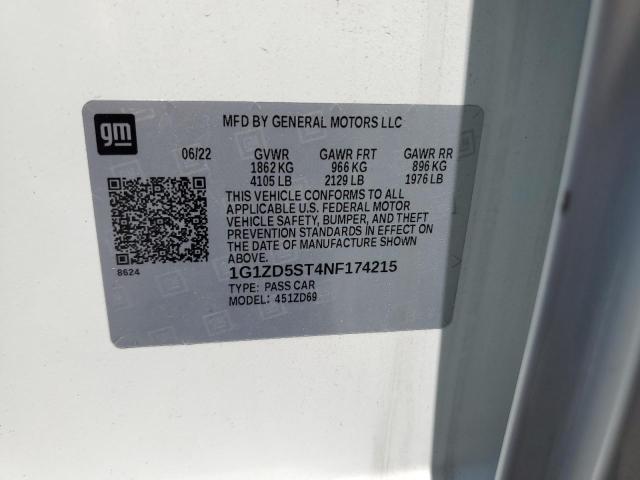 gm
MFD BY GENERAL MOTORS LLC
06/22 GVWR GAWR FRT GAWR RR
1862 KG 966 KG 896 KG
4105 LB 2129 LB 1976 LB
THIS VEHICLE CONFORMS TO ALL
APPLICABLE U.S. FEDERAL MOTOR
VEHICLE SAFETY, BUMPER, AND THEFT
PREVENTION STANDARDS IN EFFECT ON
THE DATE OF MANUFACTURE SHOWN
ABOVE.
8624
1G1ZD5ST4NF174215
TYPE: PASS CAR
MODEL: 451ZD69